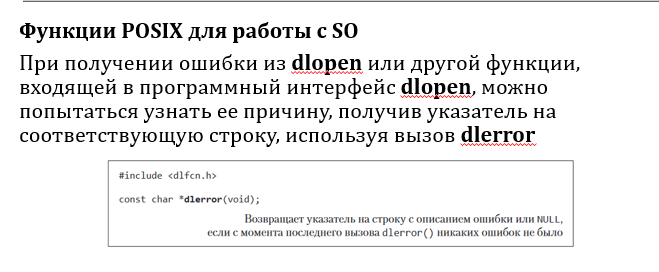 Функции POSIX для работы с SO
При получении ошибки из dlopen или другой функции,
входящей в программный интерфейс dlopen, можно
попытаться узнать ее причину, получив указатель на
соответствующую строку, используя вызов dlerror
#include <dlfcn.h>
const char *dlerror(void);
Возвращает указатель на строку с описанием ошибки или NULL,
если с момента последнего вызова dlerror() никаких ошибок не было